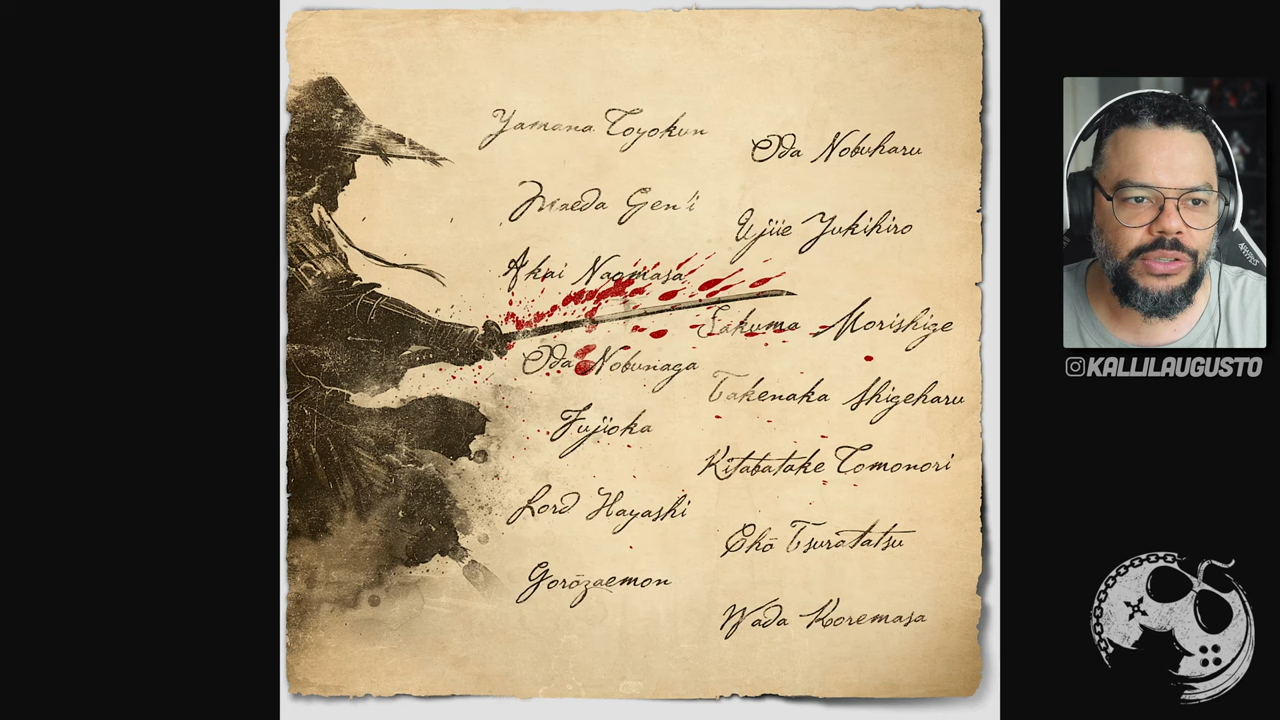 Yamana Toyokun
Maeda Gen'i
Akai Naomasa
Oda Nobunaga
Fujioka
Lord Hayashi
Gorōzaemon
Oda Nobuharu
Ujiie Yukihiro
Sakuma Morishige
Takenaka Shigeharu
Kitabatake Tomonori
Chō Tsuratatsu
Wada Koremasa
KALLILAUGUSTO